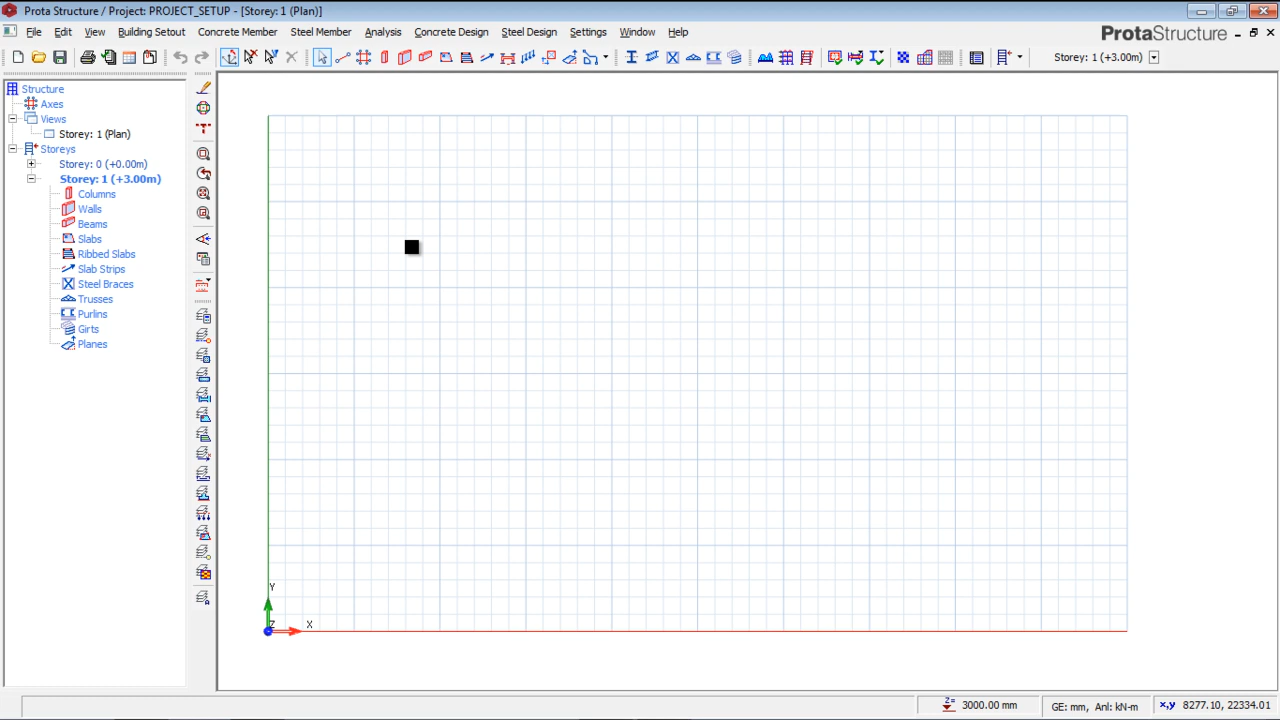 Prota Structure / Project: PROJECT_SETUP - [Storey: 1 (Plan)]
File Edit View Building Setout Concrete Member Steel Member Analysis Concrete Design Steel Design Settings Window Help
ProtaStructure
Storey: 1 (+3.00m)
Structure
Axes
Views
Storey: 1 (Plan)
Storeys
Storey: 0 (+0.00m)
Storey: 1 (+3.00m)
Columns
Walls
Beams
Slabs
Ribbed Slabs
Slab Strips
Steel Braces
Trusses
Purlins
Girts
Planes
Y
Z X
Z= 3000.00 mm GE: mm, Anl: kN-m x,y 8277.10, 22334.01